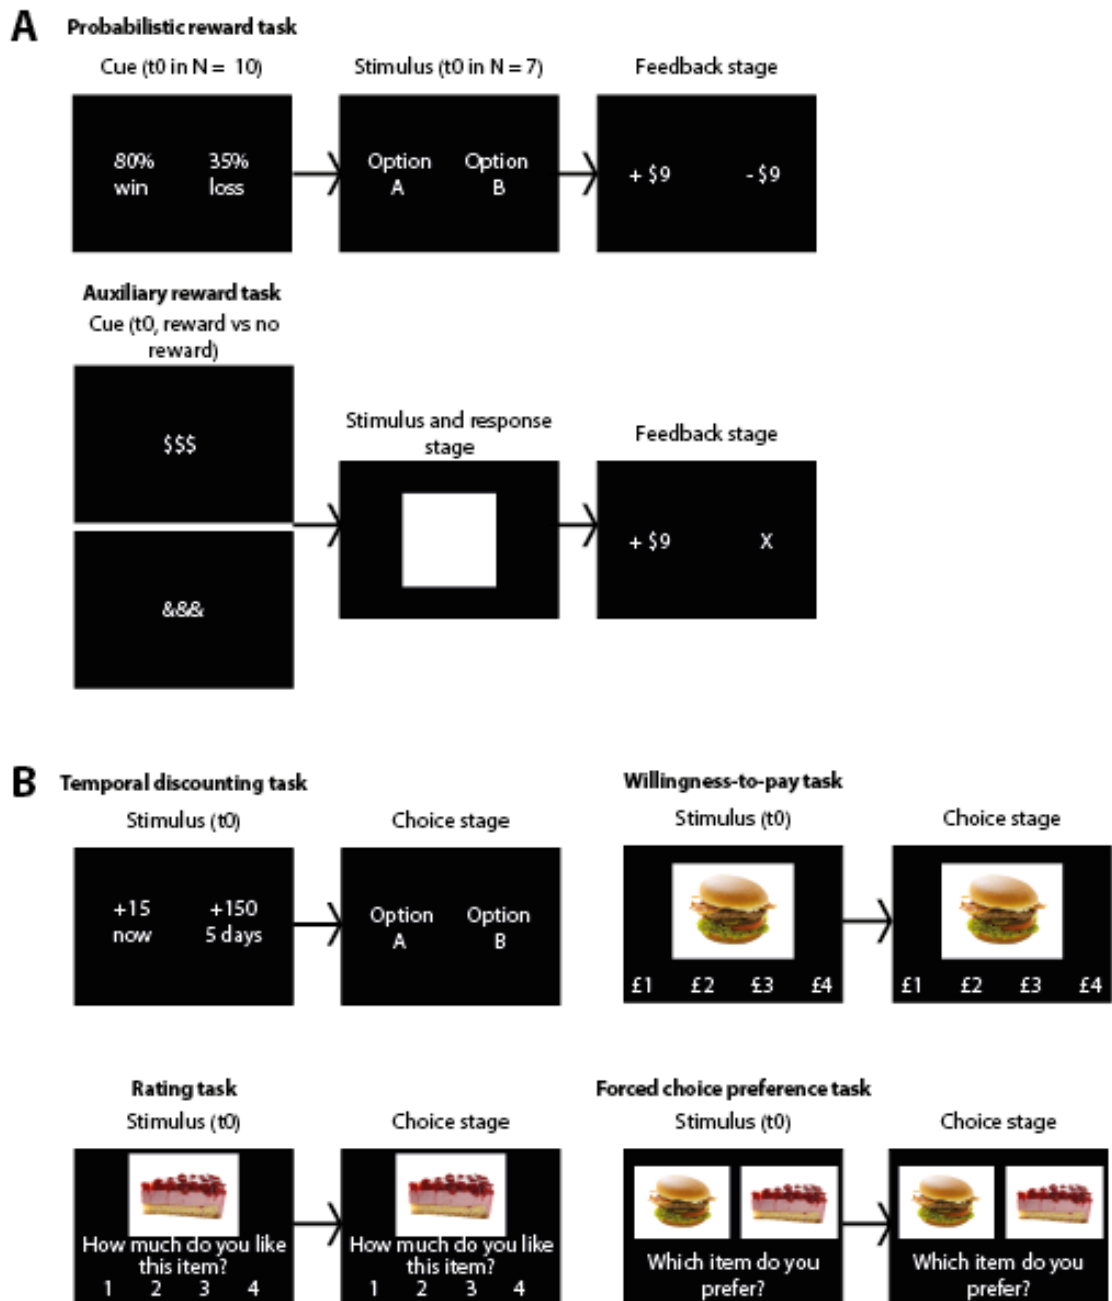 A
Probabilistic reward task
Cue (t0 in N = 10)
Stimulus (t0 in N = 7)
Feedback stage
80%
win
35%
loss
Option
A
Option
B
+ $9
- $9
Auxiliary reward task
Cue (t0, reward vs no
reward)
$$$
&&&
Stimulus and response
stage
Feedback stage
+ $9
X
B
Temporal discounting task
Stimulus (t0)
Choice stage
+15
now
+150
5 days
Option
A
Option
B
Willingness-to-pay task
Stimulus (t0)
Choice stage
£1 £2 £3 £4
£1 £2 £3 £4
Rating task
Stimulus (t0)
Choice stage
How much do you like
this item?
1 2 3 4
How much do you like
this item?
1 2 3 4
Forced choice preference task
Stimulus (t0)
Choice stage
Which item do you
prefer?
Which item do you
prefer?